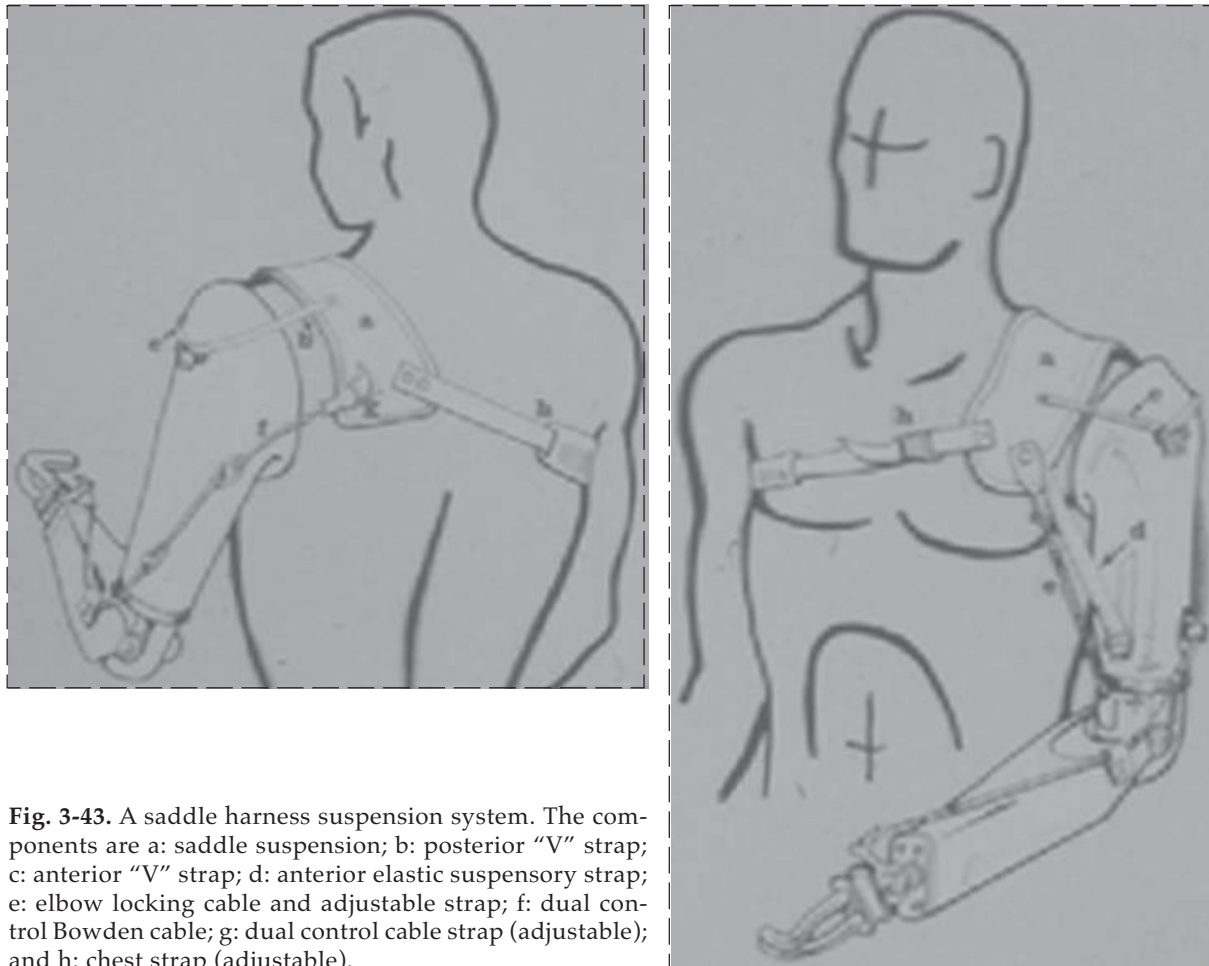 a
b
b
f
h
c
d
e
Fig. 3-43. A saddle harness suspension system. The com-
ponents are a: saddle suspension; b: posterior “V” strap;
c: anterior “V” strap; d: anterior elastic suspensory strap;
e: elbow locking cable and adjustable strap; f: dual con-
trol Bowden cable; g: dual control cable strap (adjustable);
and h: chest strap (adjustable).